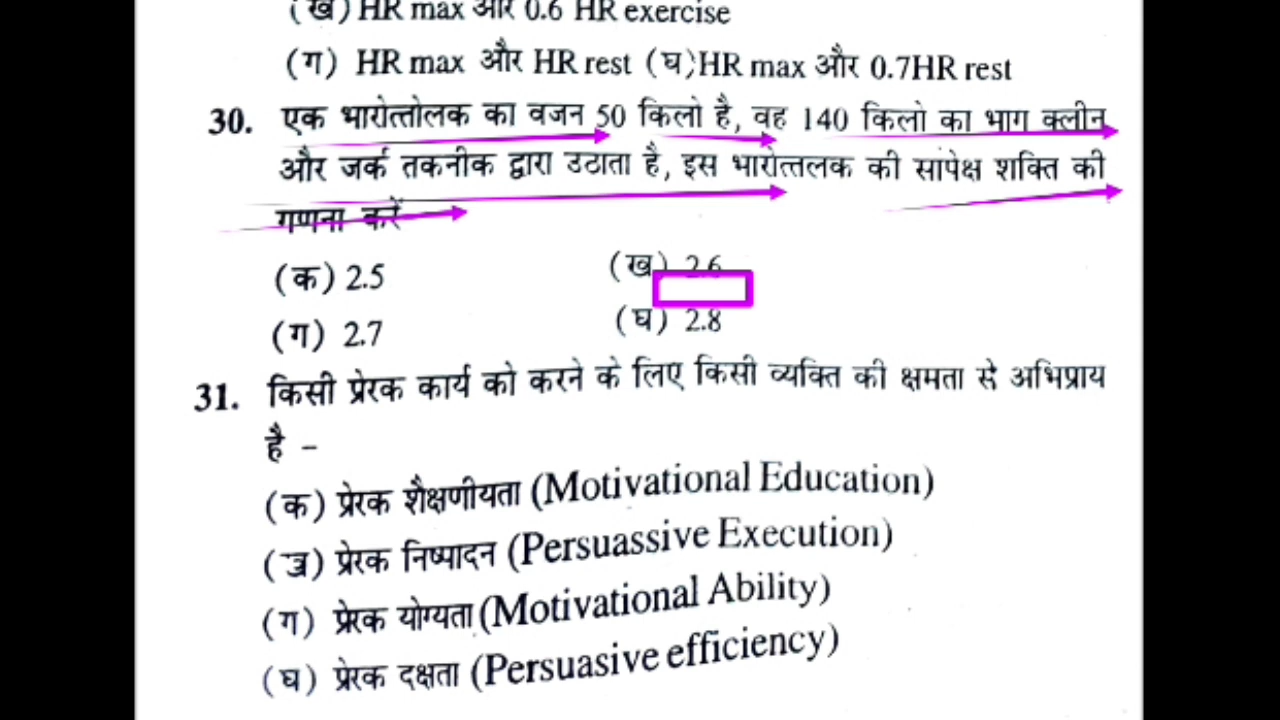 (ख) HR max और 0.6 HR exercise
(ग) HR max और HR rest (घ)HR max और 0.7HR rest
30. एक भारोत्तोलक का वजन 50 किलो है, वह 140 किलो का भाग क्लीन
और जर्क तकनीक द्वारा उठाता है, इस भारोत्तलक की सापेक्ष शक्ति की
गणना करें
(क) 2.5 (ख) 2.6
(ग) 2.7 (घ) 2.8
31. किसी प्रेरक कार्य को करने के लिए किसी व्यक्ति की क्षमता से अभिप्राय
है -
(क) प्रेरक शैक्षणीयता (Motivational Education)
प्रेरक निष्पादन (Persuassive Execution)
(ग) प्रेरक योग्यता (Motivational Ability)
(घ) प्रेरक दक्षता (Persuasive efficiency)